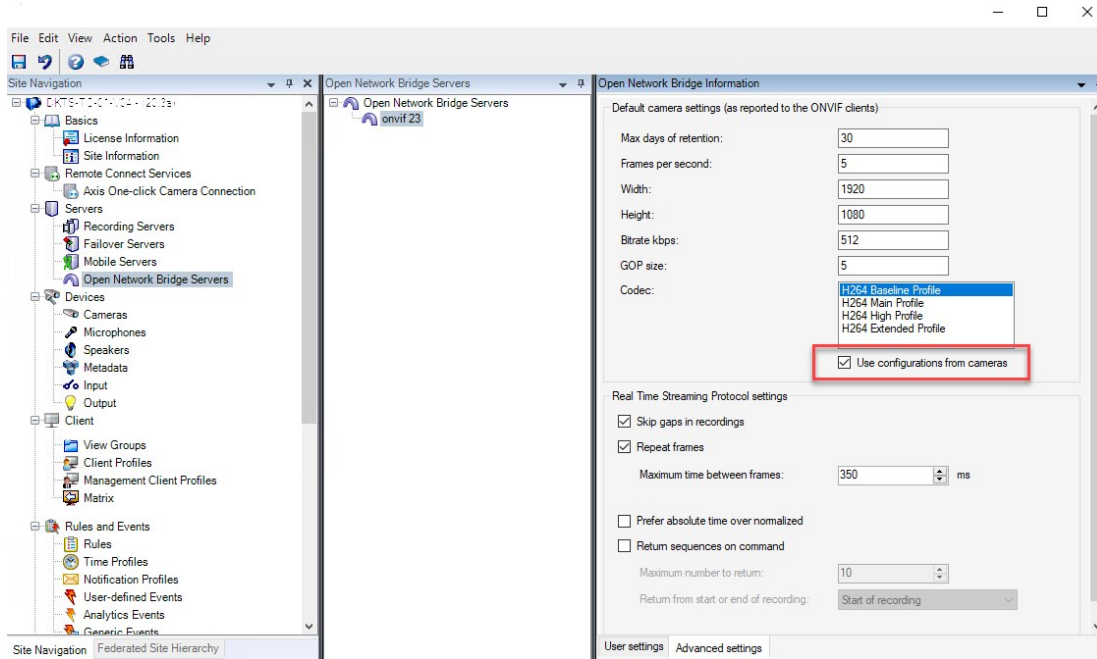 File Edit View Action Tools Help
Site Navigation
Basics
License Information
Site Information
Remote Connect Services
Axis One-click Camera Connection
Servers
Recording Servers
Failover Servers
Mobile Servers
Open Network Bridge Servers
Devices
Cameras
Microphones
Speakers
Metadata
Input
Output
Client
View Groups
Client Profiles
Management Client Profiles
Matrix
Rules and Events
Rules
Time Profiles
Notification Profiles
User-defined Events
Analytics Events
Generic Events
Site Navigation Federated Site Hierarchy
Open Network Bridge Servers
Open Network Bridge Servers
onvif 23
Open Network Bridge Information
Default camera settings (as reported to the ONVIF clients)
Max days of retention: 30
Frames per second: 5
Width: 1920
Height: 1080
Bitrate kbps: 512
GOP size: 5
Codec: H264 Baseline Profile
H264 Main Profile
H264 High Profile
H264 Extended Profile
Use configurations from cameras
Real Time Streaming Protocol settings
Skip gaps in recordings
Repeat frames
Maximum time between frames: 350 ms
Prefer absolute time over normalized
Return sequences on command
Maximum number to return: 10
Return from start or end of recording: Start of recording
User settings Advanced settings